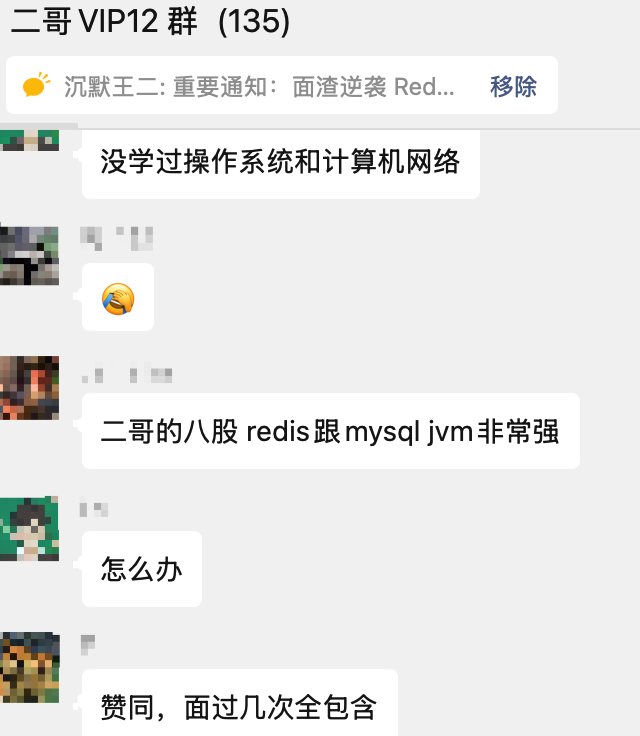 二哥 VIP12 群（135）
沉默王二: 重要通知：面渣逆袭 Red...
移除
没学过操作系统和计算机网络
二哥的八股 redis跟mysql jvm非常强
怎么办
赞同，面过几次全包含